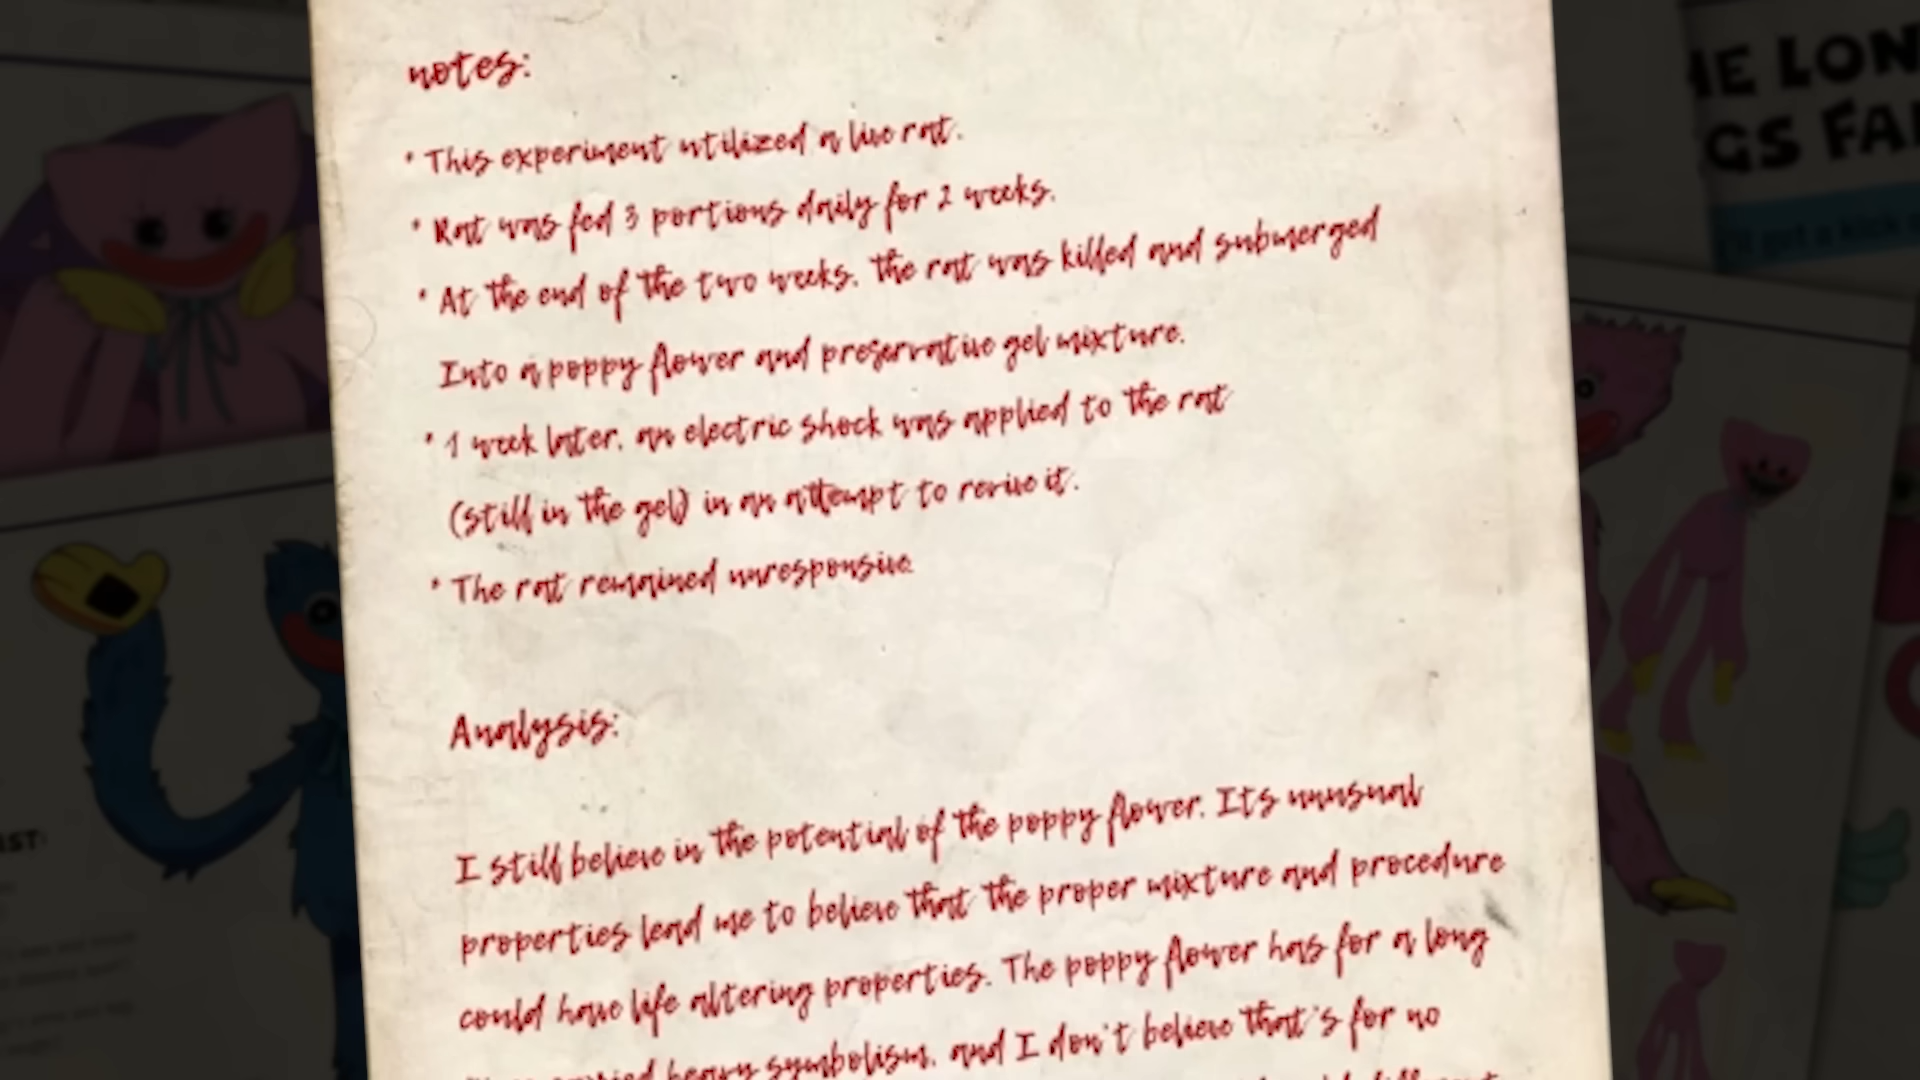 notes:
* This experiment utilized a live rat.
* Rat was fed 3 portions daily for 2 weeks.
* At the end of the two weeks, the rat was killed and submerged
Into a poppy flower and preservative gel mixture.
* 1 week later, an electric shock was applied to the rat
(still in the gel) in an attempt to revive it.
* The rat remained unresponsive.
Analysis:
I still believe in the potential of the poppy flower. Its unusual
properties lead me to believe that the proper mixture and procedure
could have life altering properties. The poppy flower has for a long
heavy symbolism, and I don't believe that's for no
LON
GS FA